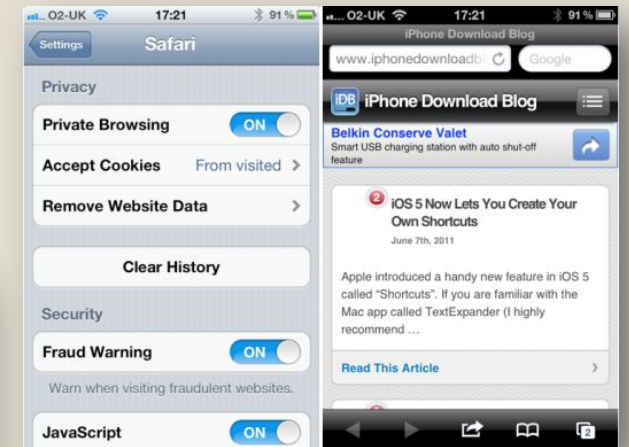 O2-UK 17:21 91 %
Settings Safari
Privacy
Private Browsing ON
Accept Cookies From visited
Remove Website Data
Clear History
Security
Fraud Warning ON
Warn when visiting fraudulent websites.
JavaScript ON
... O2-UK 17:21 91 %
iPhone Download Blog
www.iphonedownloadbl Google
iDB iPhone Download Blog
Belkin Conserve Valet
Smart USB charging station with auto shut-off
feature
2
iOS 5 Now Lets You Create Your
Own Shortcuts
June 7th, 2011
Apple introduced a handy new feature in iOS 5
called “Shortcuts”. If you are familiar with the
Mac app called TextExpander (I highly
recommend …
Read This Article
2